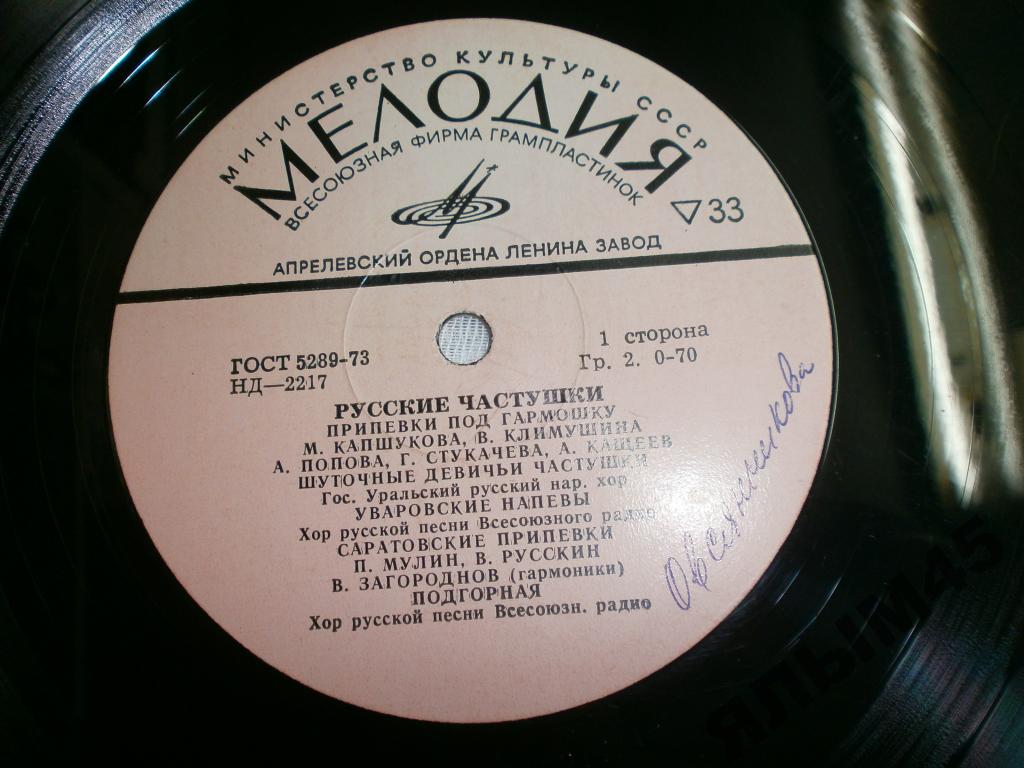 МИНИСТЕРСТВО КУЛЬТУРЫ СССР
МЕЛОДИЯ
ВСЕСОЮЗНАЯ ФИРМА ГРАМПЛАСТИНОК
33
АПРЕЛЕВСКИЙ ОРДЕНА ЛЕНИНА ЗАВОД
ГОСТ 5289-73
НД—2217
1 сторона
Гр. 2. 0-70
РУССКИЕ ЧАСТУШКИ
ПРИПЕВКИ ПОД ГАРМОШКУ
М. КАПШУКОВА, В. КЛИМУШИНА
А. ПОПОВА, Г. СТУКАЧЕВА, А. КАЩЕЕВ
ШУТОЧНЫЕ ДЕВИЧЬИ ЧАСТУШКИ
Гос. Уральский русский нар. хор
УВАРОВСКИЕ НАПЕВЫ
Хор русской песни Всесоюзного радио
САРАТОВСКИЕ ПРИПЕВКИ
П. МУЛИН, В. РУССКИН
В. ЗАГОРОДНОВ (гармоники)
ПОДГОРНАЯ
Хор русской песни Всесоюзн. радио
Овсянникова
ЯЛЫМ45